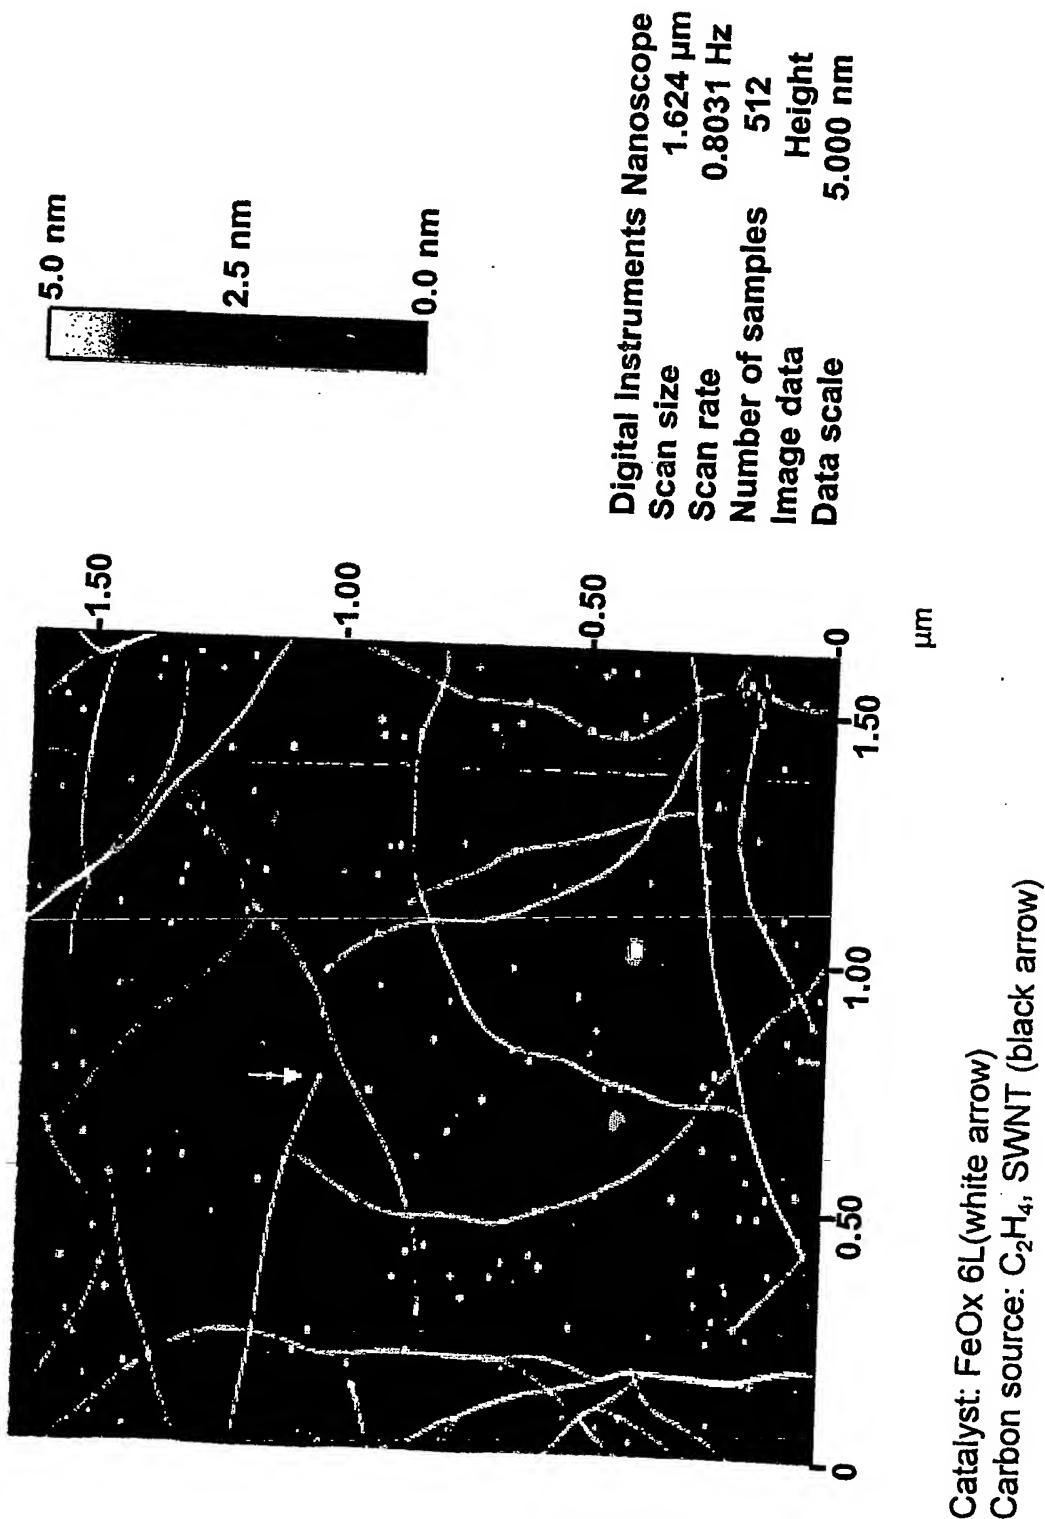 5.0 nm
2.5 nm
0.0 nm
Digital Instruments Nanoscope
Scan size 1.624 µm
Scan rate 0.8031 Hz
Number of samples 512
Image data Height
Data scale 5.000 nm
1.50
1.00
0.50
0
0
0.50
1.00
1.50
µm
Catalyst: FeOx 6L(white arrow)
Carbon source: C₂H₄, SWNT (black arrow)